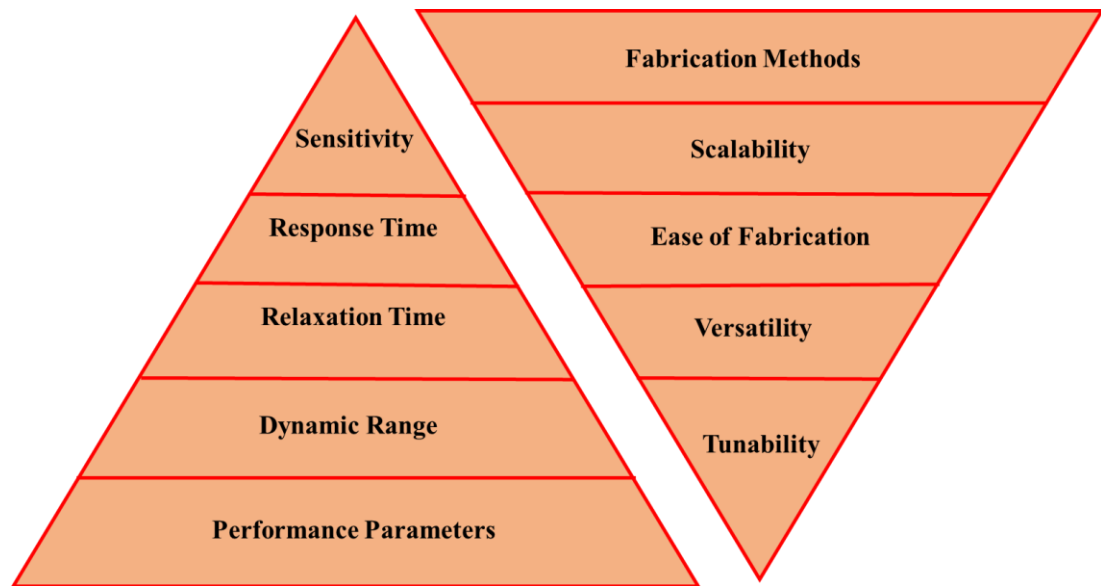 Sensitivity
Response Time
Relaxation Time
Dynamic Range
Performance Parameters
Fabrication Methods
Scalability
Ease of Fabrication
Versatility
Tunability